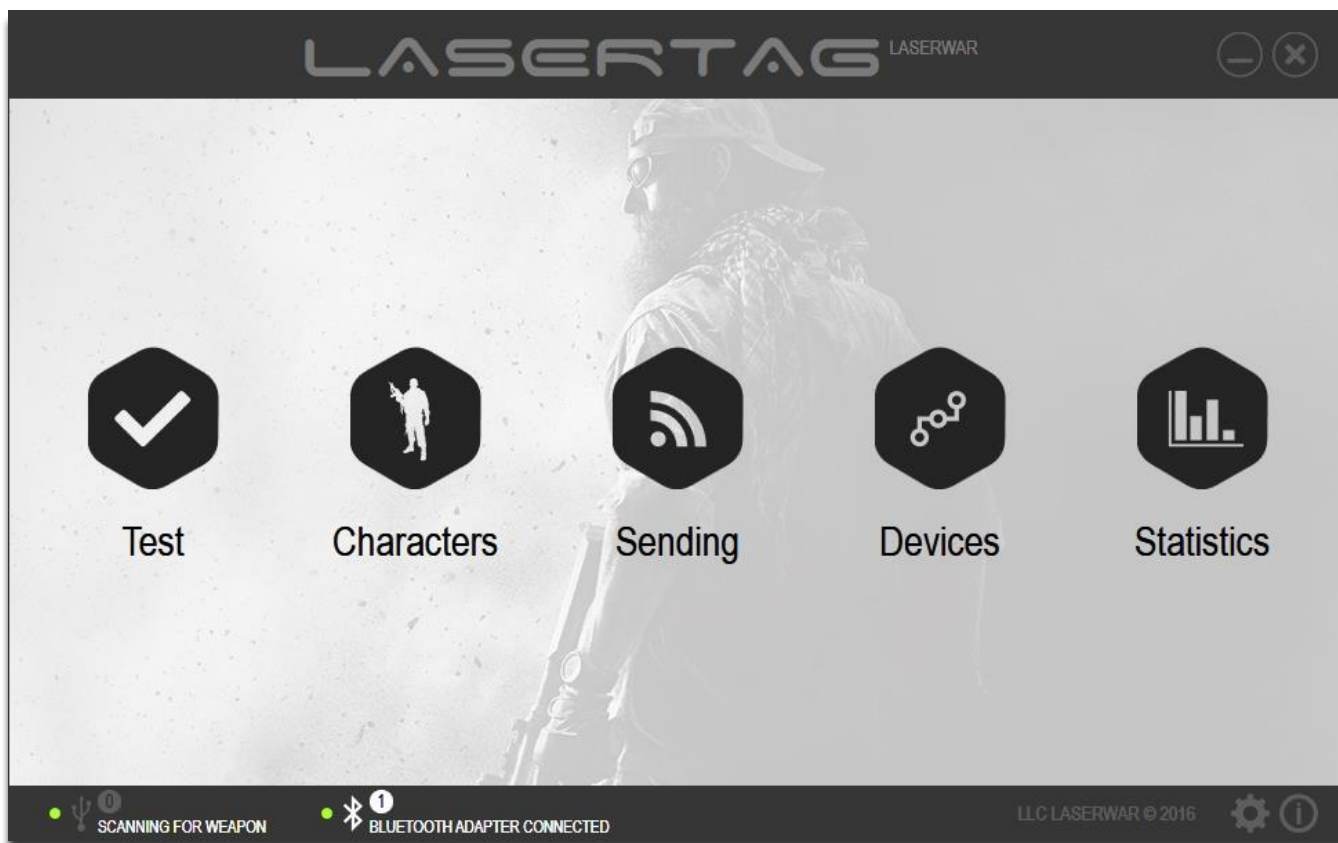 LASERTAG LASERWAR
Test Characters Sending Devices Statistics
0 1
SCANNING FOR WEAPON BLUETOOTH ADAPTER CONNECTED LLC LASERWAR © 2016